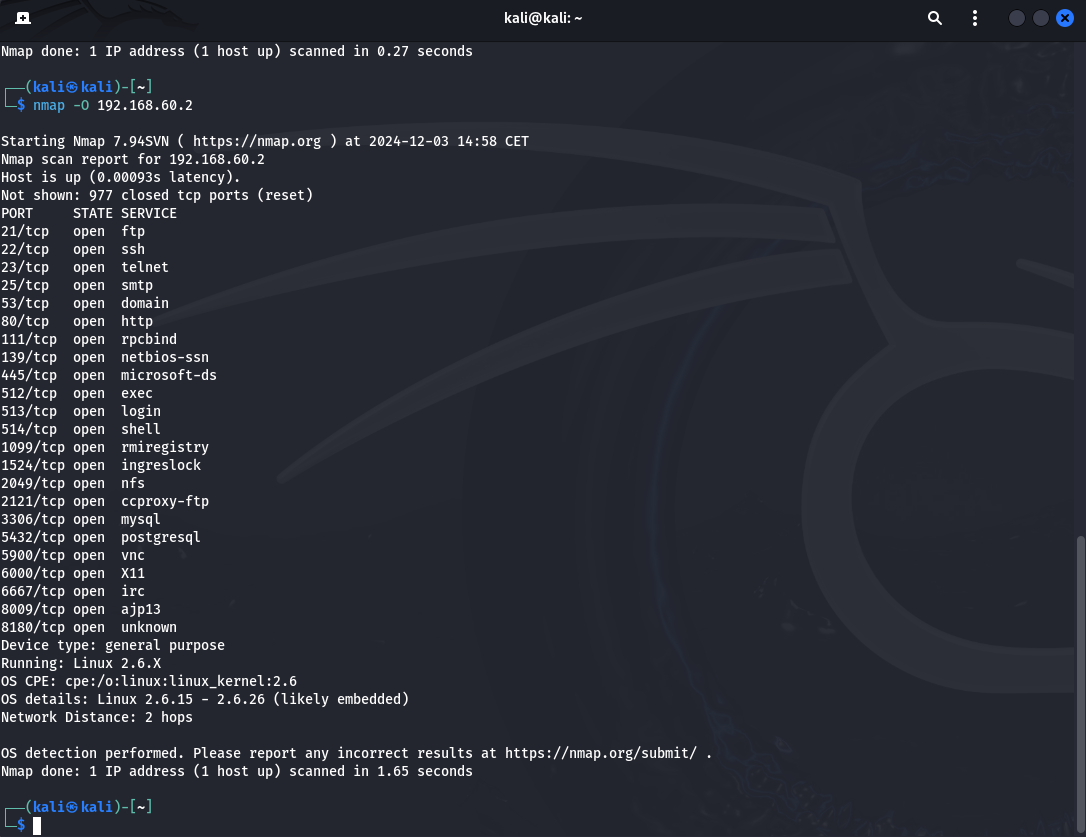 kali@kali: ~
Nmap done: 1 IP address (1 host up) scanned in 0.27 seconds
┌──(kali㉿kali)-[~]
└─$ nmap -O 192.168.60.2
Starting Nmap 7.94SVN ( https://nmap.org ) at 2024-12-03 14:58 CET
Nmap scan report for 192.168.60.2
Host is up (0.00093s latency).
Not shown: 977 closed tcp ports (reset)
PORT     STATE SERVICE
21/tcp   open  ftp
22/tcp   open  ssh
23/tcp   open  telnet
25/tcp   open  smtp
53/tcp   open  domain
80/tcp   open  http
111/tcp  open  rpcbind
139/tcp  open  netbios-ssn
445/tcp  open  microsoft-ds
512/tcp  open  exec
513/tcp  open  login
514/tcp  open  shell
1099/tcp open  rmiregistry
1524/tcp open  ingreslock
2049/tcp open  nfs
2121/tcp open  ccproxy-ftp
3306/tcp open  mysql
5432/tcp open  postgresql
5900/tcp open  vnc
6000/tcp open  X11
6667/tcp open  irc
8009/tcp open  ajp13
8180/tcp open  unknown
Device type: general purpose
Running: Linux 2.6.X
OS CPE: cpe:/o:linux:linux_kernel:2.6
OS details: Linux 2.6.15 - 2.6.26 (likely embedded)
Network Distance: 2 hops
OS detection performed. Please report any incorrect results at https://nmap.org/submit/ .
Nmap done: 1 IP address (1 host up) scanned in 1.65 seconds
┌──(kali㉿kali)-[~]
└─$